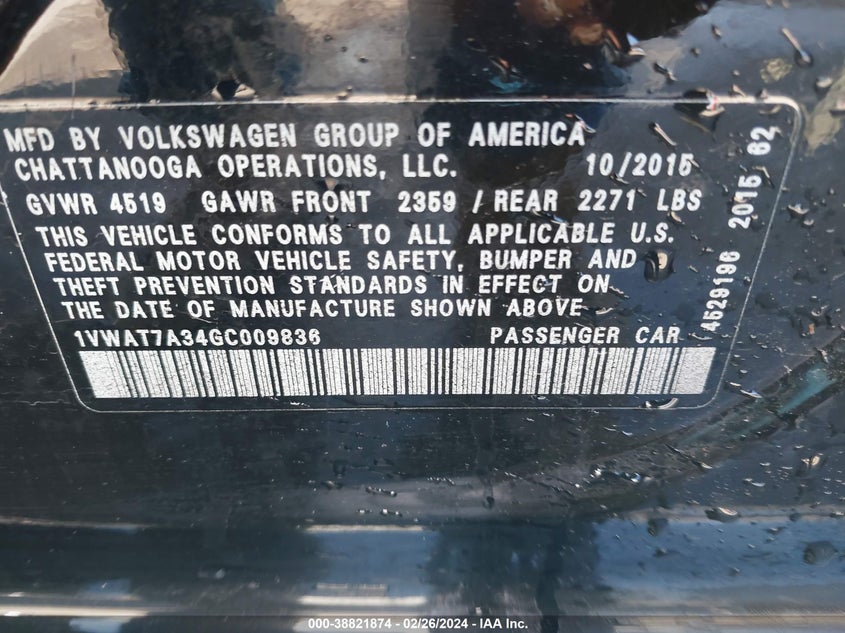 MFD BY VOLKSWAGEN GROUP OF AMERICA
CHATTANOOGA OPERATIONS, LLC. 10/2015
GVWR 4519 GAWR FRONT 2359 / REAR 2271 LBS
THIS VEHICLE CONFORMS TO ALL APPLICABLE U.S.
FEDERAL MOTOR VEHICLE SAFETY, BUMPER AND
THEFT PREVENTION STANDARDS IN EFFECT ON
THE DATE OF MANUFACTURE SHOWN ABOVE
1VWAT7A34GC009836 PASSENGER CAR
4529196 2015 62
000-38821874 - 02/26/2024 - IAA Inc.